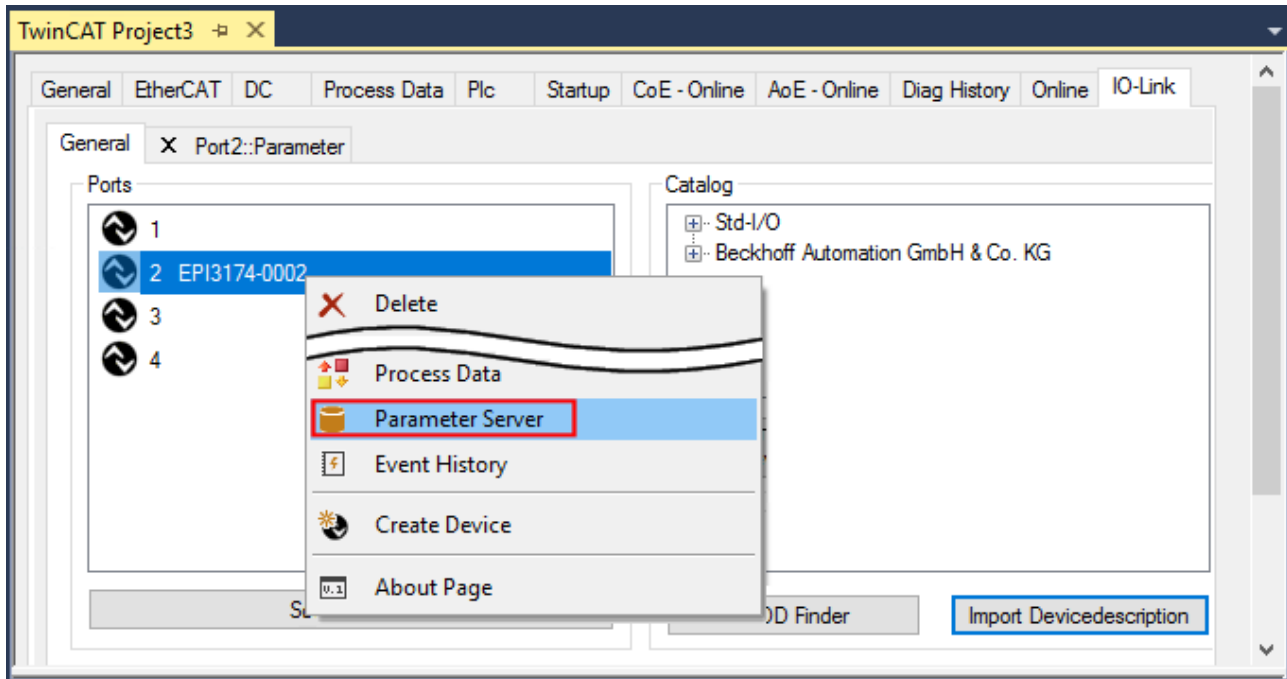 TwinCAT Project3
General EtherCAT DC Process Data Plc Startup CoE - Online AoE - Online Diag History Online IO-Link
General X Port2::Parameter
Ports
Catalog
1
2 EPI3174-0002
3
4
Std-I/O
Beckhoff Automation GmbH & Co. KG
Delete
Process Data
Parameter Server
Event History
Create Device
About Page
Import Devicedescription
Finder